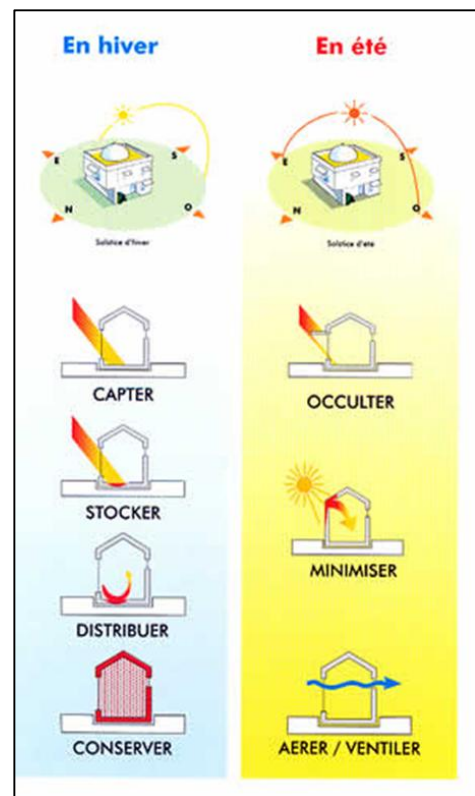 En hiver
E
S
N
O
Solstice d'hiver
CAPTER
STOCKER
DISTRIBUER
CONSERVER
En été
E
S
N
O
Solstice d'été
OCCULTER
MINIMISER
AERER / VENTILER